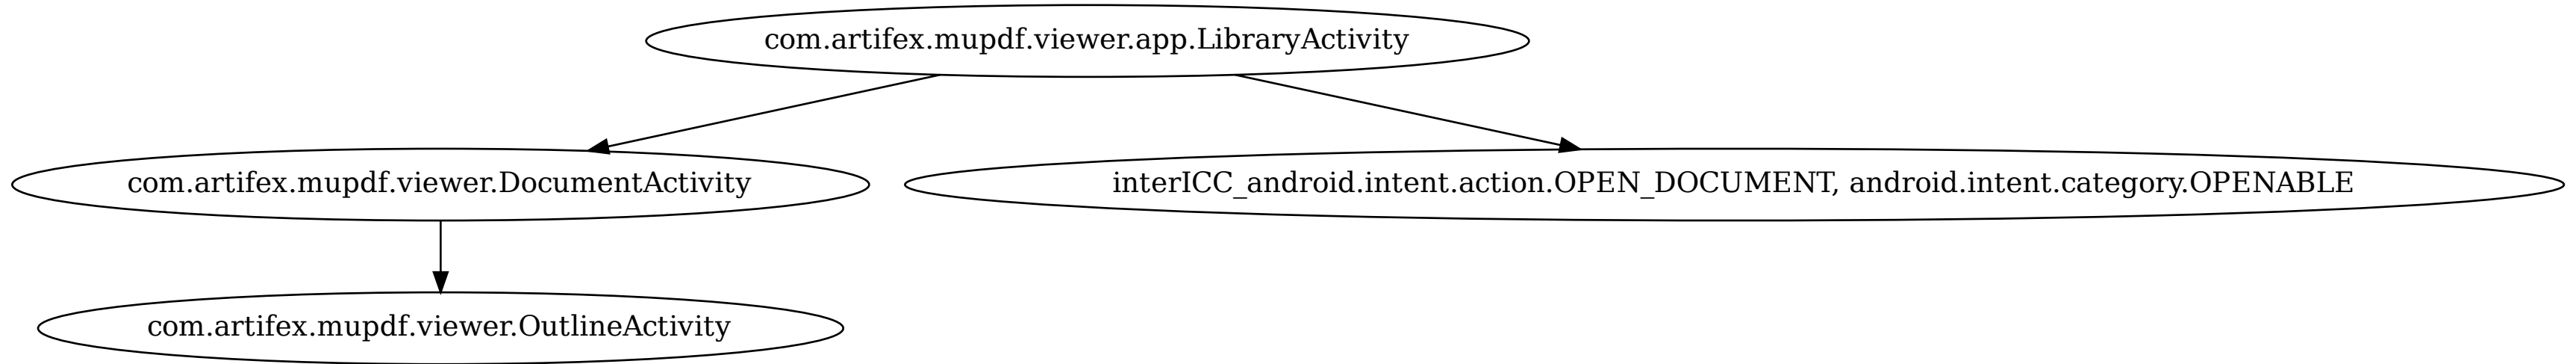 com.artifex.mupdf.viewer.app.LibraryActivity
com.artifex.mupdf.viewer.DocumentActivity
interICC_android.intent.action.OPEN_DOCUMENT, android.intent.category.OPENABLE
com.artifex.mupdf.viewer.OutlineActivity